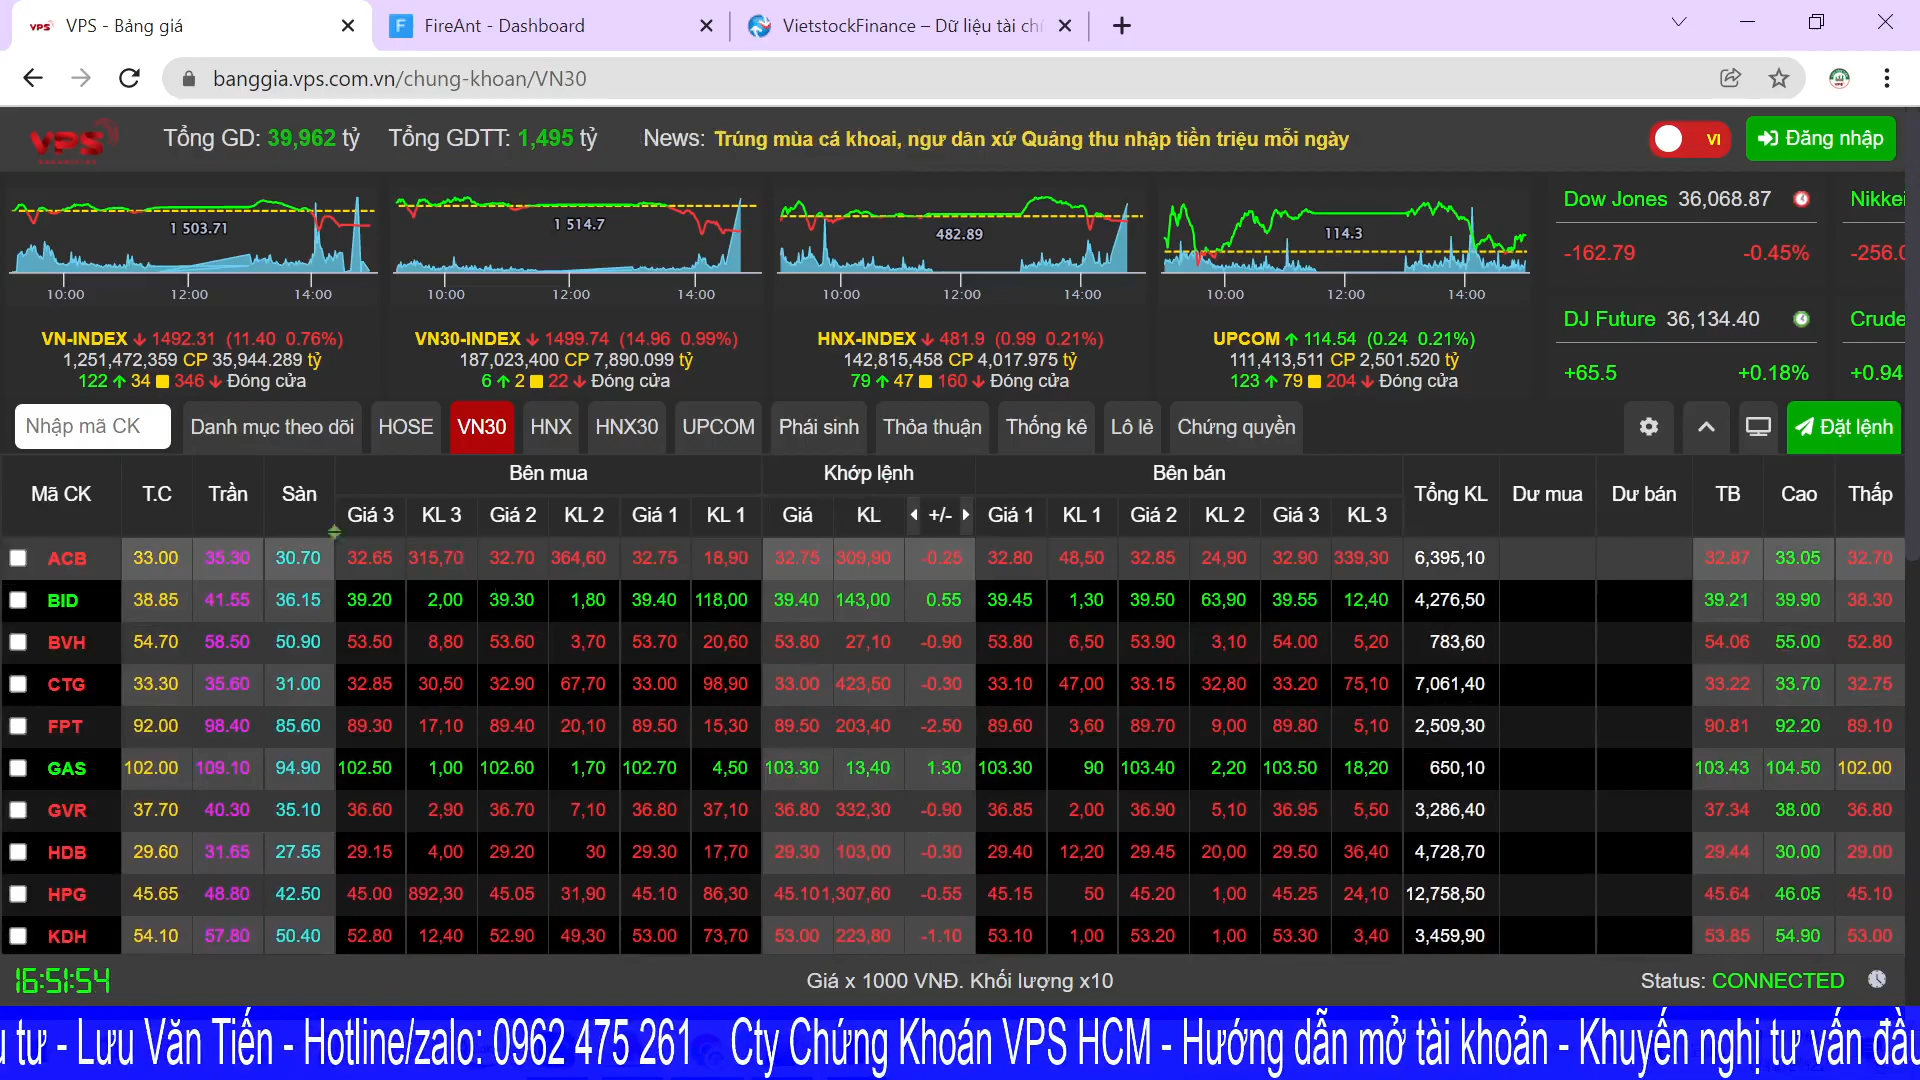 VPS - Bảng giá
FireAnt - Dashboard
VietstockFinance – Dữ liệu tài chí
banggia.vps.com.vn/chung-khoan/VN30
VPS
Tổng GD: 39,962 tỷ
Tổng GDTT: 1,495 tỷ
News: Trúng mùa cá khoai, ngư dân xứ Quảng thu nhập tiền triệu mỗi ngày
VI
Đăng nhập
1 503.71
10:00 12:00 14:00
VN-INDEX 1492.31 (11.40 0.76%)
1,251,472,359 CP 35,944.289 tỷ
122 34 346 Đóng cửa
1 514.7
10:00 12:00 14:00
VN30-INDEX 1499.74 (14.96 0.99%)
187,023,400 CP 7,890.099 tỷ
6 2 22 Đóng cửa
482.89
10:00 12:00 14:00
HNX-INDEX 481.9 (0.99 0.21%)
142,815,458 CP 4,017.975 tỷ
79 47 160 Đóng cửa
114.3
10:00 12:00 14:00
UPCOM 114.54 (0.24 0.21%)
111,413,511 CP 2,501.520 tỷ
123 79 204 Đóng cửa
Dow Jones 36,068.87
-162.79 -0.45%
DJ Future 36,134.40
+65.5 +0.18%
Nikkei
-256.0
Crude
+0.94
Nhập mã CK
Danh mục theo dõi HOSE VN30 HNX HNX30 UPCOM Phái sinh Thỏa thuận Thống kê Lô lẻ Chứng quyền
Đặt lệnh
Bên mua Khớp lệnh Bên bán
Mã CK T.C Trần Sàn Giá 3 KL 3 Giá 2 KL 2 Giá 1 KL 1 Giá KL +/- Giá 1 KL 1 Giá 2 KL 2 Giá 3 KL 3 Tổng KL Dư mua Dư bán TB Cao Thấp
ACB 33.00 35.30 30.70 32.65 315,70 32.70 364,60 32.75 18,90 32.75 309,90 -0.25 32.80 48,50 32.85 24,90 32.90 339,30 6,395,10 32.87 33.05 32.70
BID 38.85 41.55 36.15 39.20 2,00 39.30 1,80 39.40 118,00 39.40 143,00 0.55 39.45 1,30 39.50 63,90 39.55 12,40 4,276,50 39.21 39.90 38.30
BVH 54.70 58.50 50.90 53.50 8,80 53.60 3,70 53.70 20,60 53.80 27,10 -0.90 53.80 6,50 53.90 3,10 54.00 5,20 783,60 54.06 55.00 52.80
CTG 33.30 35.60 31.00 32.85 30,50 32.90 67,70 33.00 98,90 33.00 423,50 -0.30 33.10 47,00 33.15 32,80 33.20 75,10 7,061,40 33.22 33.70 32.75
FPT 92.00 98.40 85.60 89.30 17,10 89.40 20,10 89.50 15,30 89.50 203,40 -2.50 89.60 3,60 89.70 9,00 89.80 5,10 2,509,30 90.81 92.20 89.10
GAS 102.00 109.10 94.90 102.50 1,00 102.60 1,70 102.70 4,50 103.30 13,40 1.30 103.30 90 103.40 2,20 103.50 18,20 650,10 103.43 104.50 102.00
GVR 37.70 40.30 35.10 36.60 2,90 36.70 7,10 36.80 37,10 36.80 332,30 -0.90 36.85 2,00 36.90 5,10 36.95 5,50 3,286,40 37.34 38.00 36.80
HDB 29.60 31.65 27.55 29.15 4,00 29.20 30 29.30 17,70 29.30 103,00 -0.30 29.40 12,20 29.45 20,00 29.50 36,40 4,728,70 29.44 30.00 29.00
HPG 45.65 48.80 42.50 45.00 892,30 45.05 31,90 45.10 86,30 45.10 1,307,60 -0.55 45.15 50 45.20 1,00 45.25 24,10 12,758,50 45.64 46.05 45.10
KDH 54.10 57.80 50.40 52.80 12,40 52.90 49,30 53.00 73,70 53.00 223,80 -1.10 53.10 1,00 53.20 1,00 53.30 3,40 3,459,90 53.85 54.90 53.00
16:51:54
Giá x 1000 VNĐ. Khối lượng x10
Status: CONNECTED
u tư - Lưu Văn Tiến - Hotline/zalo: 0962 475 261 Cty Chứng Khoán VPS HCM - Hướng dẫn mở tài khoản - Khuyến nghị tư vấn đầu